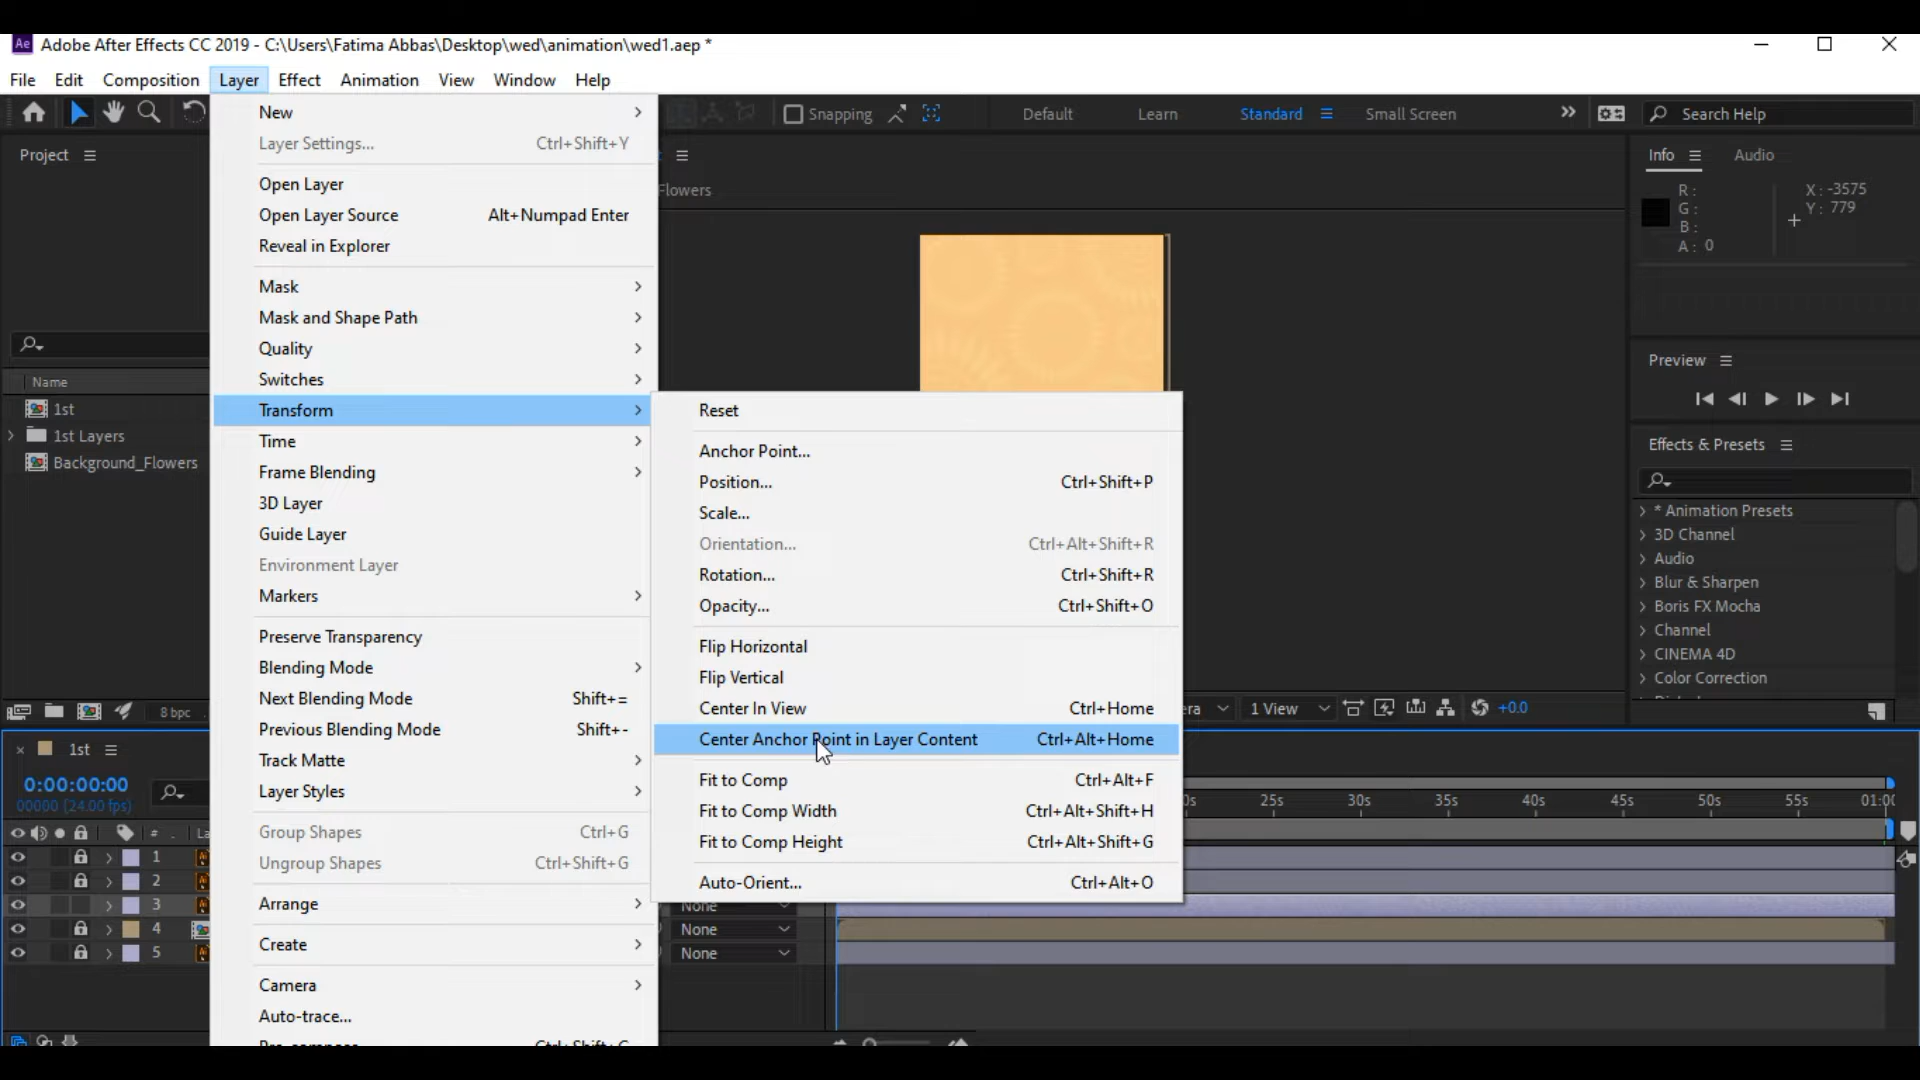 Ae Adobe After Effects CC 2019 - C:\Users\Fatima Abbas\Desktop\wed\animation\wed1.aep *
File Edit Composition Layer Effect Animation View Window Help
Snapping Default Learn Standard Small Screen Search Help
Project
Flowers
Name
1st
1st Layers
Background_Flowers
8 bpc
New
Layer Settings... Ctrl+Shift+Y
Open Layer
Open Layer Source Alt+Numpad Enter
Reveal in Explorer
Mask
Mask and Shape Path
Quality
Switches
Transform
Time
Frame Blending
3D Layer
Guide Layer
Environment Layer
Markers
Preserve Transparency
Blending Mode
Next Blending Mode Shift+=
Previous Blending Mode Shift+-
Track Matte
Layer Styles
Group Shapes Ctrl+G
Ungroup Shapes Ctrl+Shift+G
Arrange
Create
Camera
Auto-trace...
Reset
Anchor Point...
Position... Ctrl+Shift+P
Scale...
Orientation... Ctrl+Alt+Shift+R
Rotation... Ctrl+Shift+R
Opacity... Ctrl+Shift+O
Flip Horizontal
Flip Vertical
Center In View Ctrl+Home
Center Anchor Point in Layer Content Ctrl+Alt+Home
Fit to Comp Ctrl+Alt+F
Fit to Comp Width Ctrl+Alt+Shift+H
Fit to Comp Height Ctrl+Alt+Shift+G
Auto-Orient... Ctrl+Alt+O
Info Audio
R: X: -3575
G: Y: 779
B:
A: 0
Preview
Effects & Presets
* Animation Presets
3D Channel
Audio
Blur & Sharpen
Boris FX Mocha
Channel
CINEMA 4D
Color Correction
1 View +0.0
1st
0:00:00:00
00000 (24.00 fps)
# 
1
2
3
4
5
None
None
None
25s 30s 35s 40s 45s 50s 55s 01:00